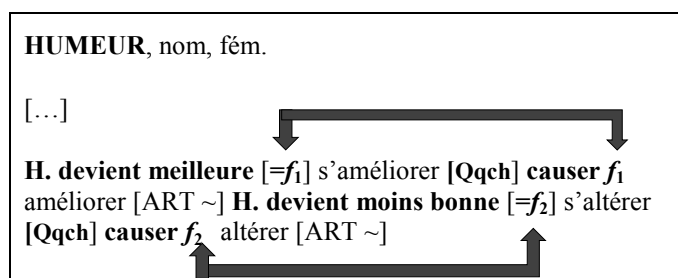 HUMEUR, nom, fém.
[…]
H. devient meilleure [=f₁] s’améliorer [Qqch] causer f₁
améliorer [ART ~] H. devient moins bonne [=f₂] s’altérer
[Qqch] causer f₂ altérer [ART ~]